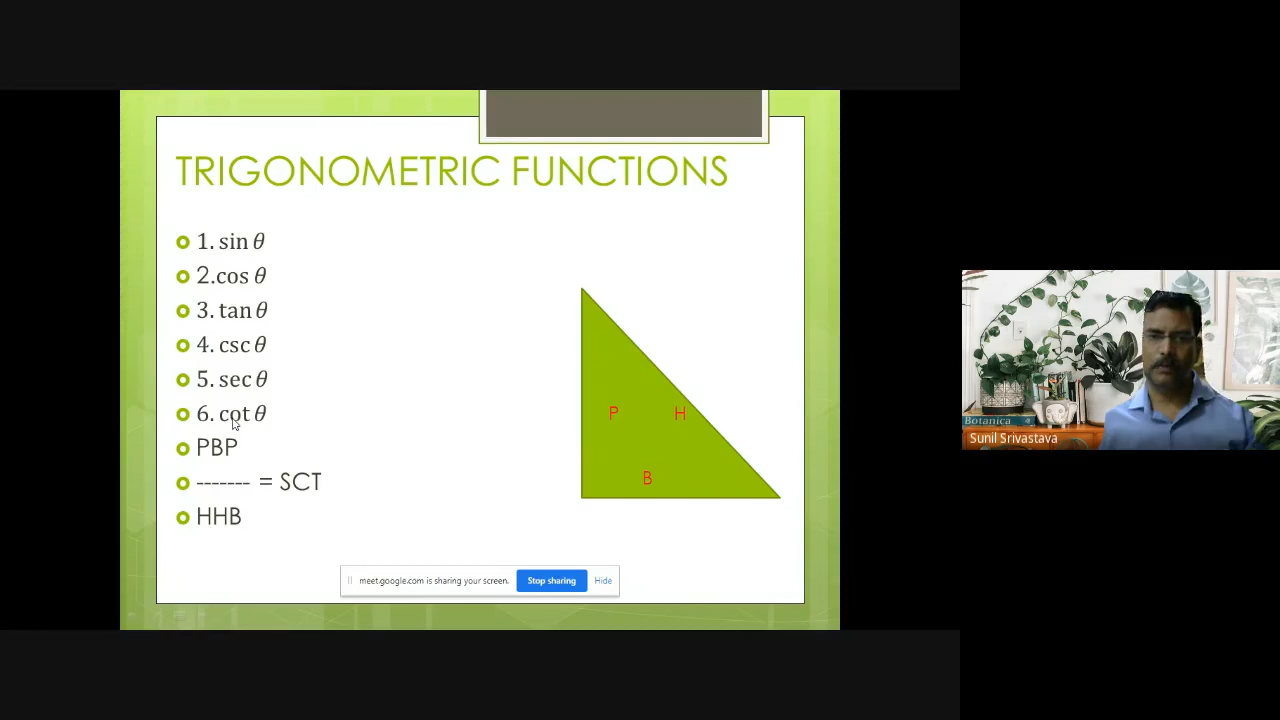 TRIGONOMETRIC FUNCTIONS
1. sin θ
2.cos θ
3. tan θ
4. csc θ
5. sec θ
6. cot θ
PBP
------- = SCT
HHB
P
H
B
meet.google.com is sharing your screen.
Stop sharing
Hide
Botanica
Sunil Srivastava